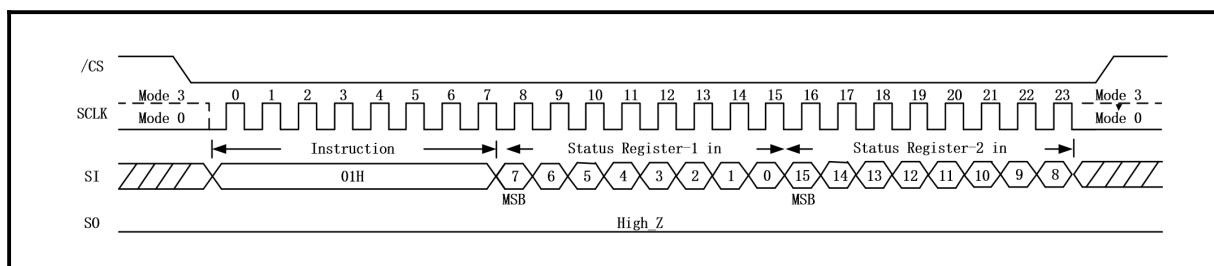 /CS
Mode 3 0 1 2 3 4 5 6 7 8 9 10 11 12 13 14 15 16 17 18 19 20 21 22 23 Mode 3
SCLK
Mode 0 Mode 0
Instruction Status Register-1 in Status Register-2 in
SI 01H 7 6 5 4 3 2 1 0 15 14 13 12 11 10 9 8
MSB MSB
SO High_Z